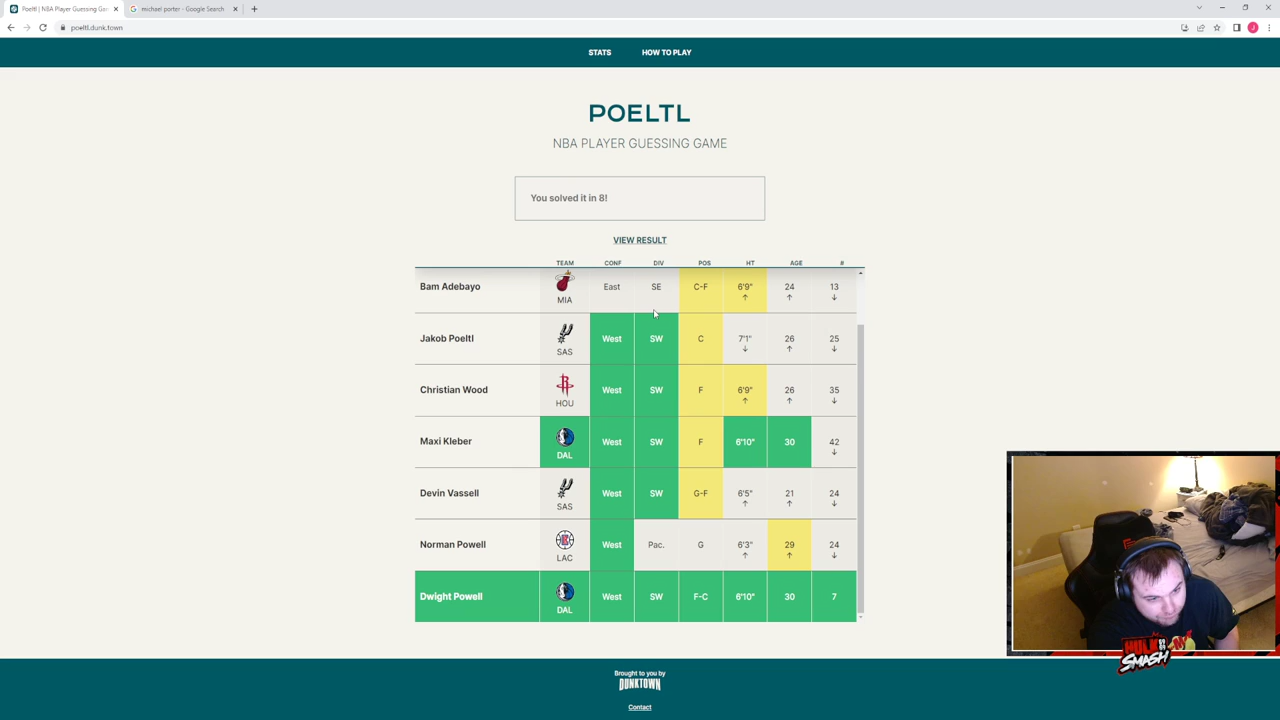 Poeltl | NBA Player Guessing Game
michael porter - Google Search
poeltl.dunk.town
J
STATS HOW TO PLAY
POELTL
NBA PLAYER GUESSING GAME
You solved it in 8!
VIEW RESULT
TEAM CONF DIV POS HT AGE #
Bam Adebayo MIA East SE C-F 6'9" ↑ 24 ↑ 13 ↓
Jakob Poeltl SAS West SW C 7'1" ↓ 26 ↑ 25 ↓
Christian Wood HOU West SW F 6'9" ↑ 26 ↑ 35 ↓
Maxi Kleber DAL West SW F 6'10" 30 42 ↓
Devin Vassell SAS West SW G-F 6'5" ↑ 21 ↑ 24 ↓
Norman Powell LAC West Pac. G 6'3" ↑ 29 ↑ 24 ↓
Dwight Powell DAL West SW F-C 6'10" 30 7
HULK
SMASH
Brought to you by
DUNKTOWN
Contact